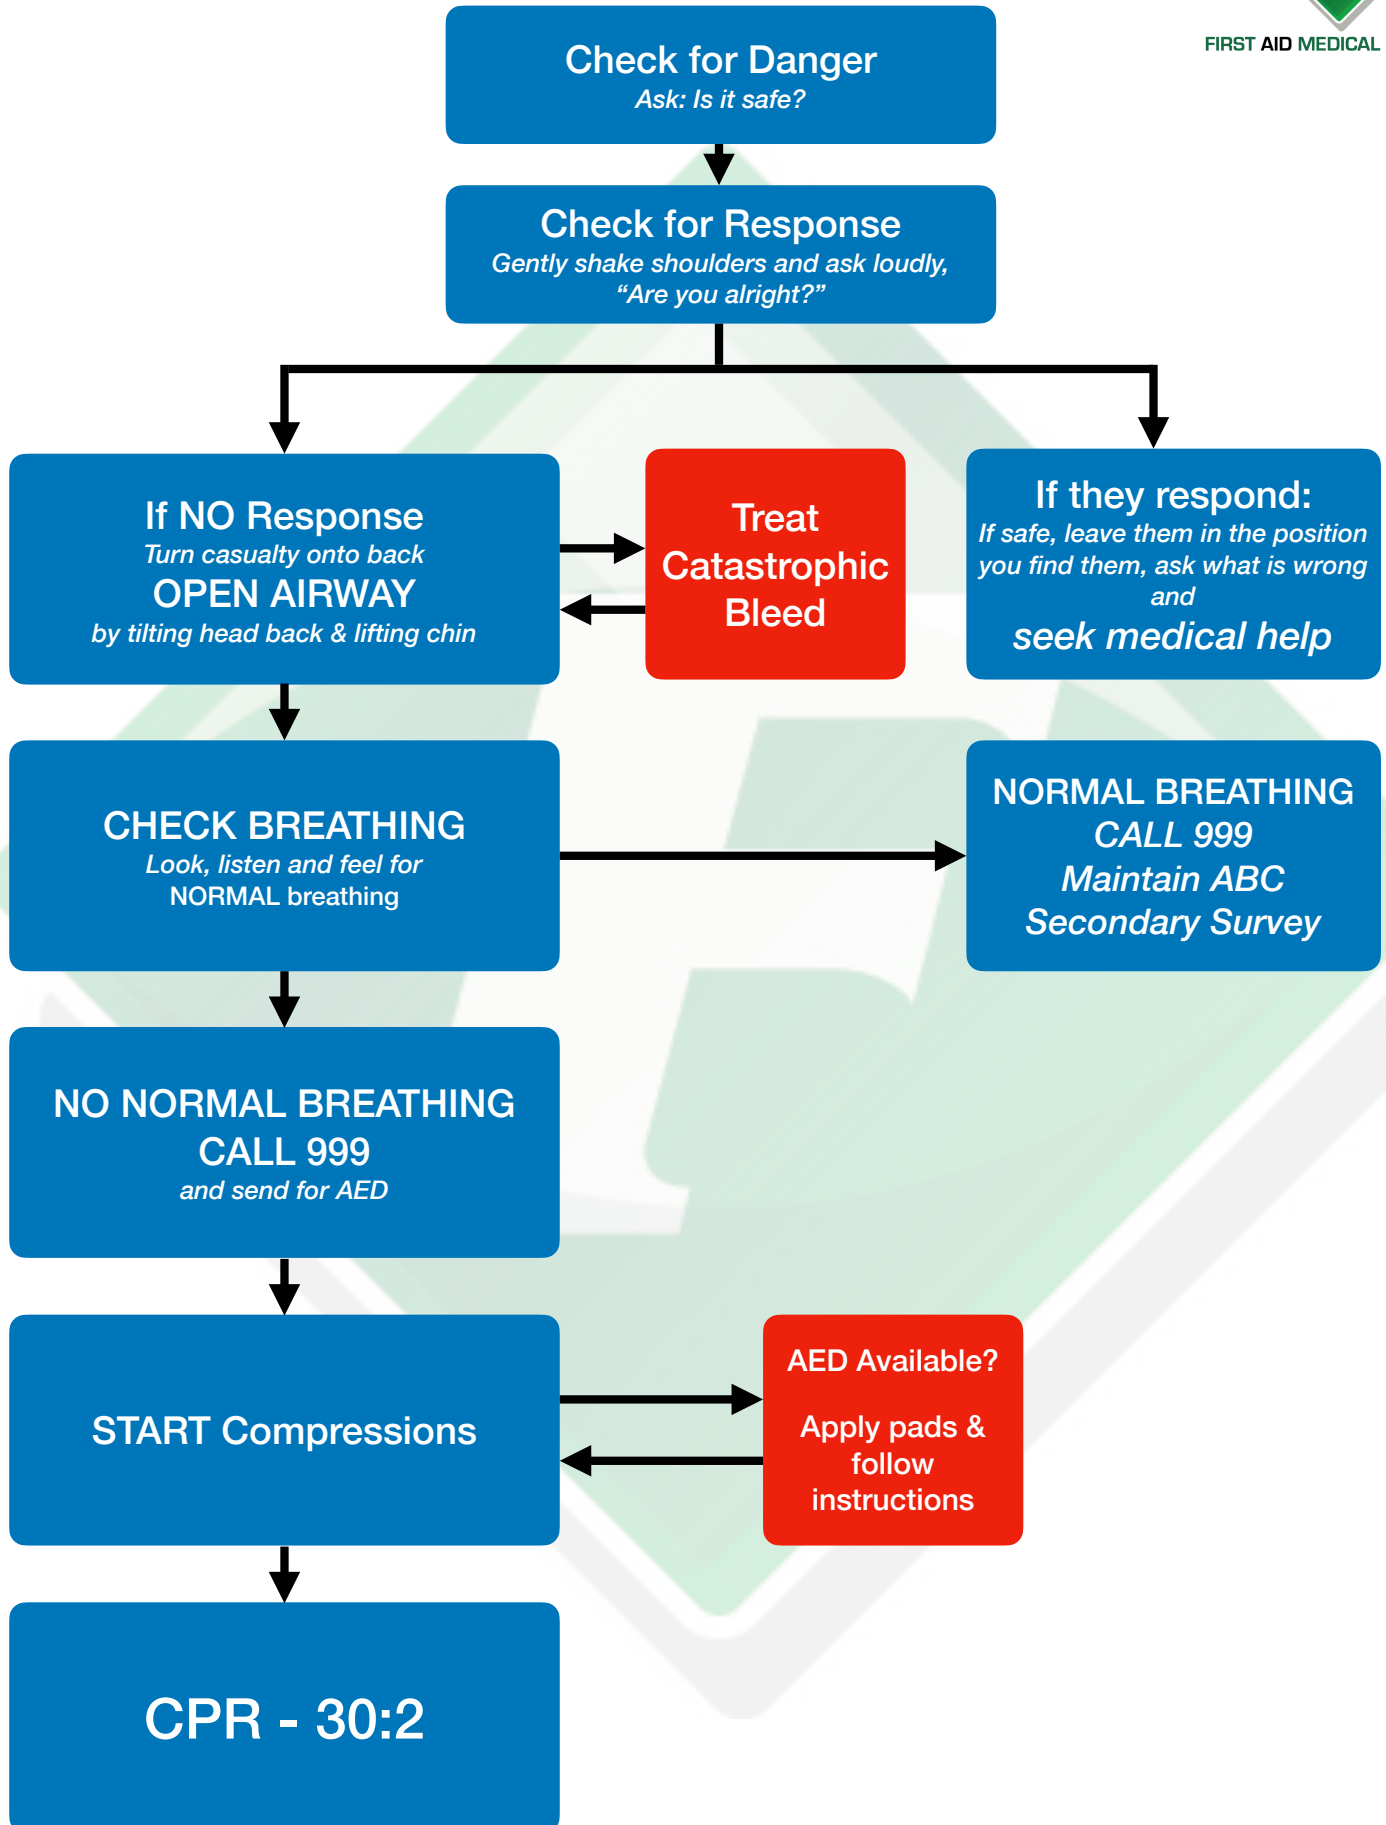 FIRST AID MEDICAL
Check for Danger
Ask: Is it safe?
Check for Response
Gently shake shoulders and ask loudly,
“Are you alright?”
If NO Response
Turn casualty onto back
OPEN AIRWAY
by tilting head back & lifting chin
Treat
Catastrophic
Bleed
If they respond:
If safe, leave them in the position
you find them, ask what is wrong
and
seek medical help
CHECK BREATHING
Look, listen and feel for
NORMAL breathing
NORMAL BREATHING
CALL 999
Maintain ABC
Secondary Survey
NO NORMAL BREATHING
CALL 999
and send for AED
START Compressions
AED Available?
Apply pads &
follow
instructions
CPR - 30:2